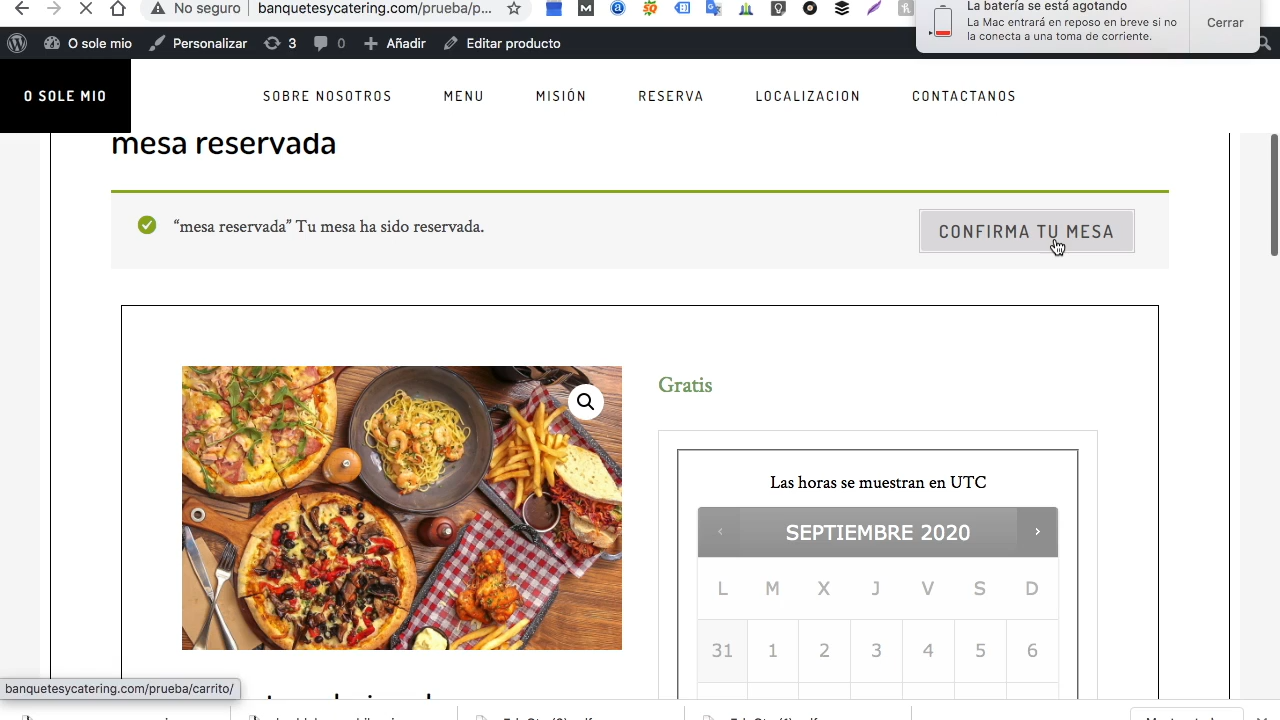 La batería se está agotando
La Mac entrará en reposo en breve si no
la conecta a una toma de corriente.
Cerrar
No seguro banquetesycatering.com/prueba/p...
O sole mio Personalizar 3 0 Añadir Editar producto
O SOLE MIO SOBRE NOSOTROS MENU MISIÓN RESERVA LOCALIZACION CONTACTANOS
mesa reservada
“mesa reservada” Tu mesa ha sido reservada. CONFIRMA TU MESA
Gratis
Las horas se muestran en UTC
‹ SEPTIEMBRE 2020 ›
L M X J V S D
31 1 2 3 4 5 6
banquetesycatering.com/prueba/carrito/